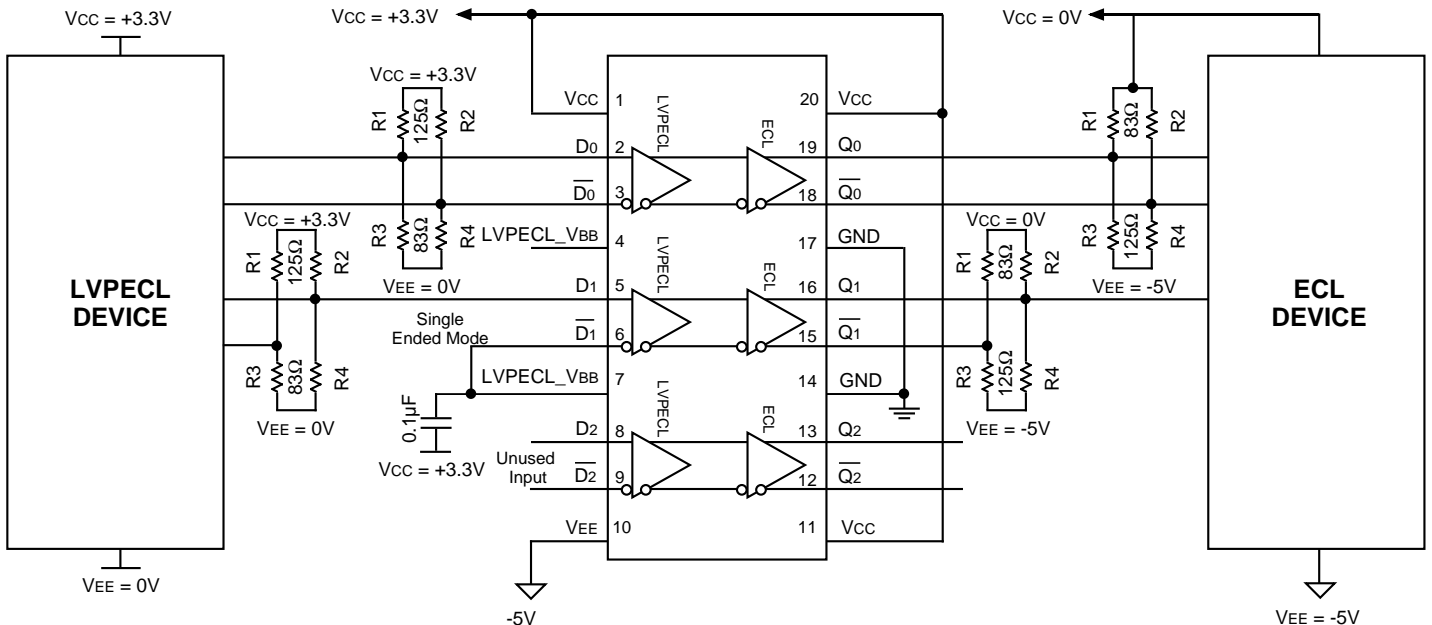 VCC = +3.3V
VCC = +3.3V
VCC = 0V
VCC = +3.3V
R1
125Ω
R2
R3
83Ω
R4
VEE = 0V
VCC = +3.3V
R1
125Ω
R2
R3
83Ω
R4
VEE = 0V
LVPECL
DEVICE
VEE = 0V
Single
Ended Mode
0.1µF
VCC = +3.3V
Unused
Input
VCC 1
D0 2
D0 3
LVPECL_VBB 4
D1 5
D1 6
LVPECL_VBB 7
D2 8
D2 9
VEE 10
-5V
LVPECL
ECL
LVPECL
ECL
LVPECL
ECL
20 VCC
19 Q0
18 Q0
17 GND
16 Q1
15 Q1
14 GND
13 Q2
12 Q2
11 VCC
R1
83Ω
R2
R3
125Ω
R4
VEE = -5V
VCC = 0V
R1
83Ω
R2
R3
125Ω
R4
VEE = -5V
ECL
DEVICE
VEE = -5V